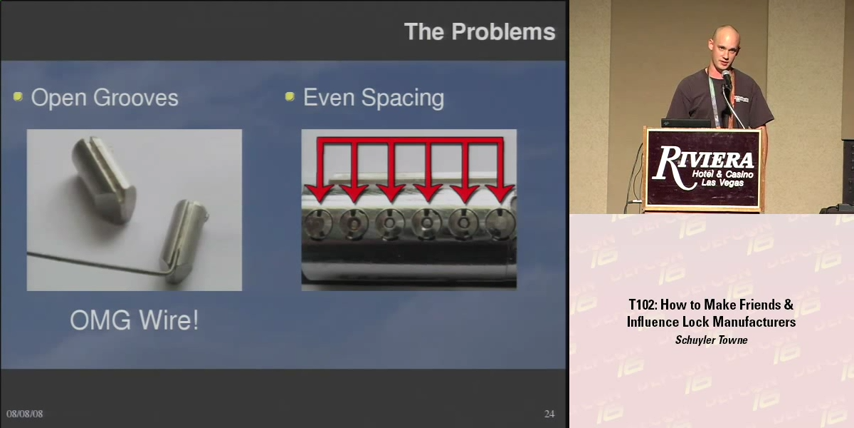 The Problems
Open Grooves
Even Spacing
OMG Wire!
08/08/08
24
RIVIERA
Hotel & Casino
Las Vegas
T102: How to Make Friends &
Influence Lock Manufacturers
Schuyler Towne